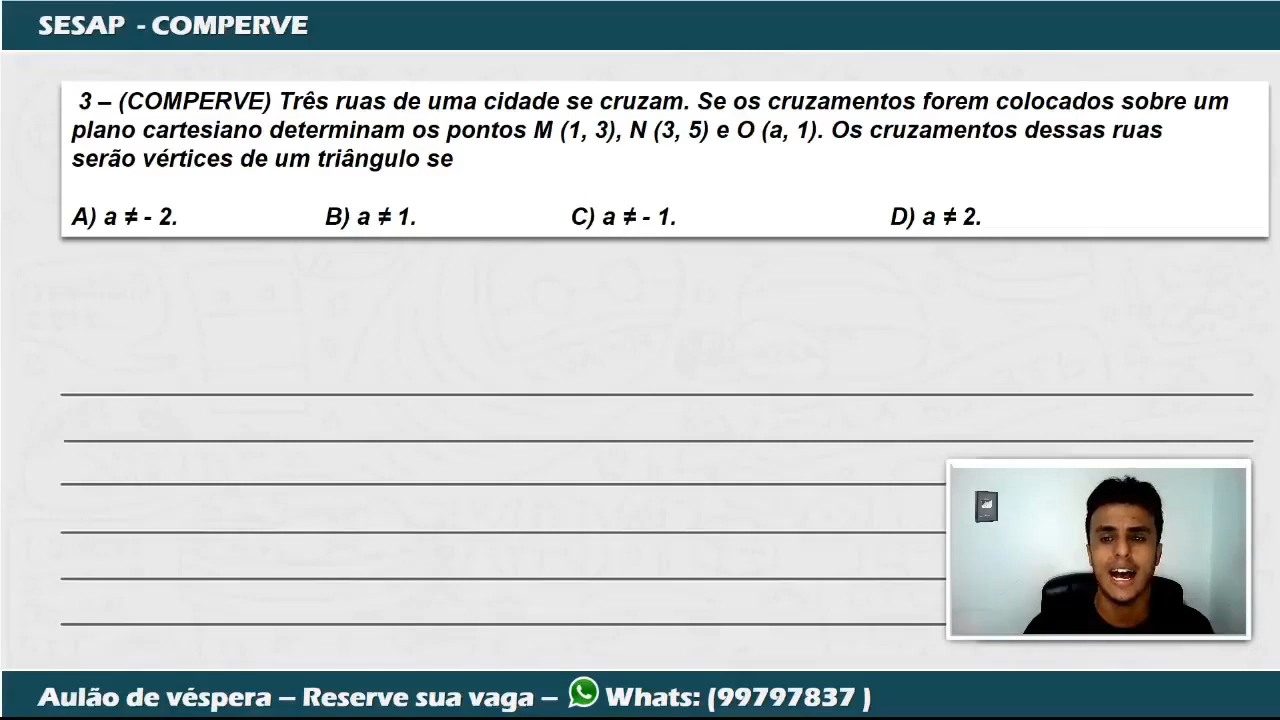 SESAP - COMPERVE
3 – (COMPERVE) Três ruas de uma cidade se cruzam. Se os cruzamentos forem colocados sobre um
plano cartesiano determinam os pontos M (1, 3), N (3, 5) e O (a, 1). Os cruzamentos dessas ruas
serão vértices de um triângulo se
A) a ≠ - 2. B) a ≠ 1. C) a ≠ - 1. D) a ≠ 2.
Aulão de véspera – Reserve sua vaga – Whats: (99797837 )